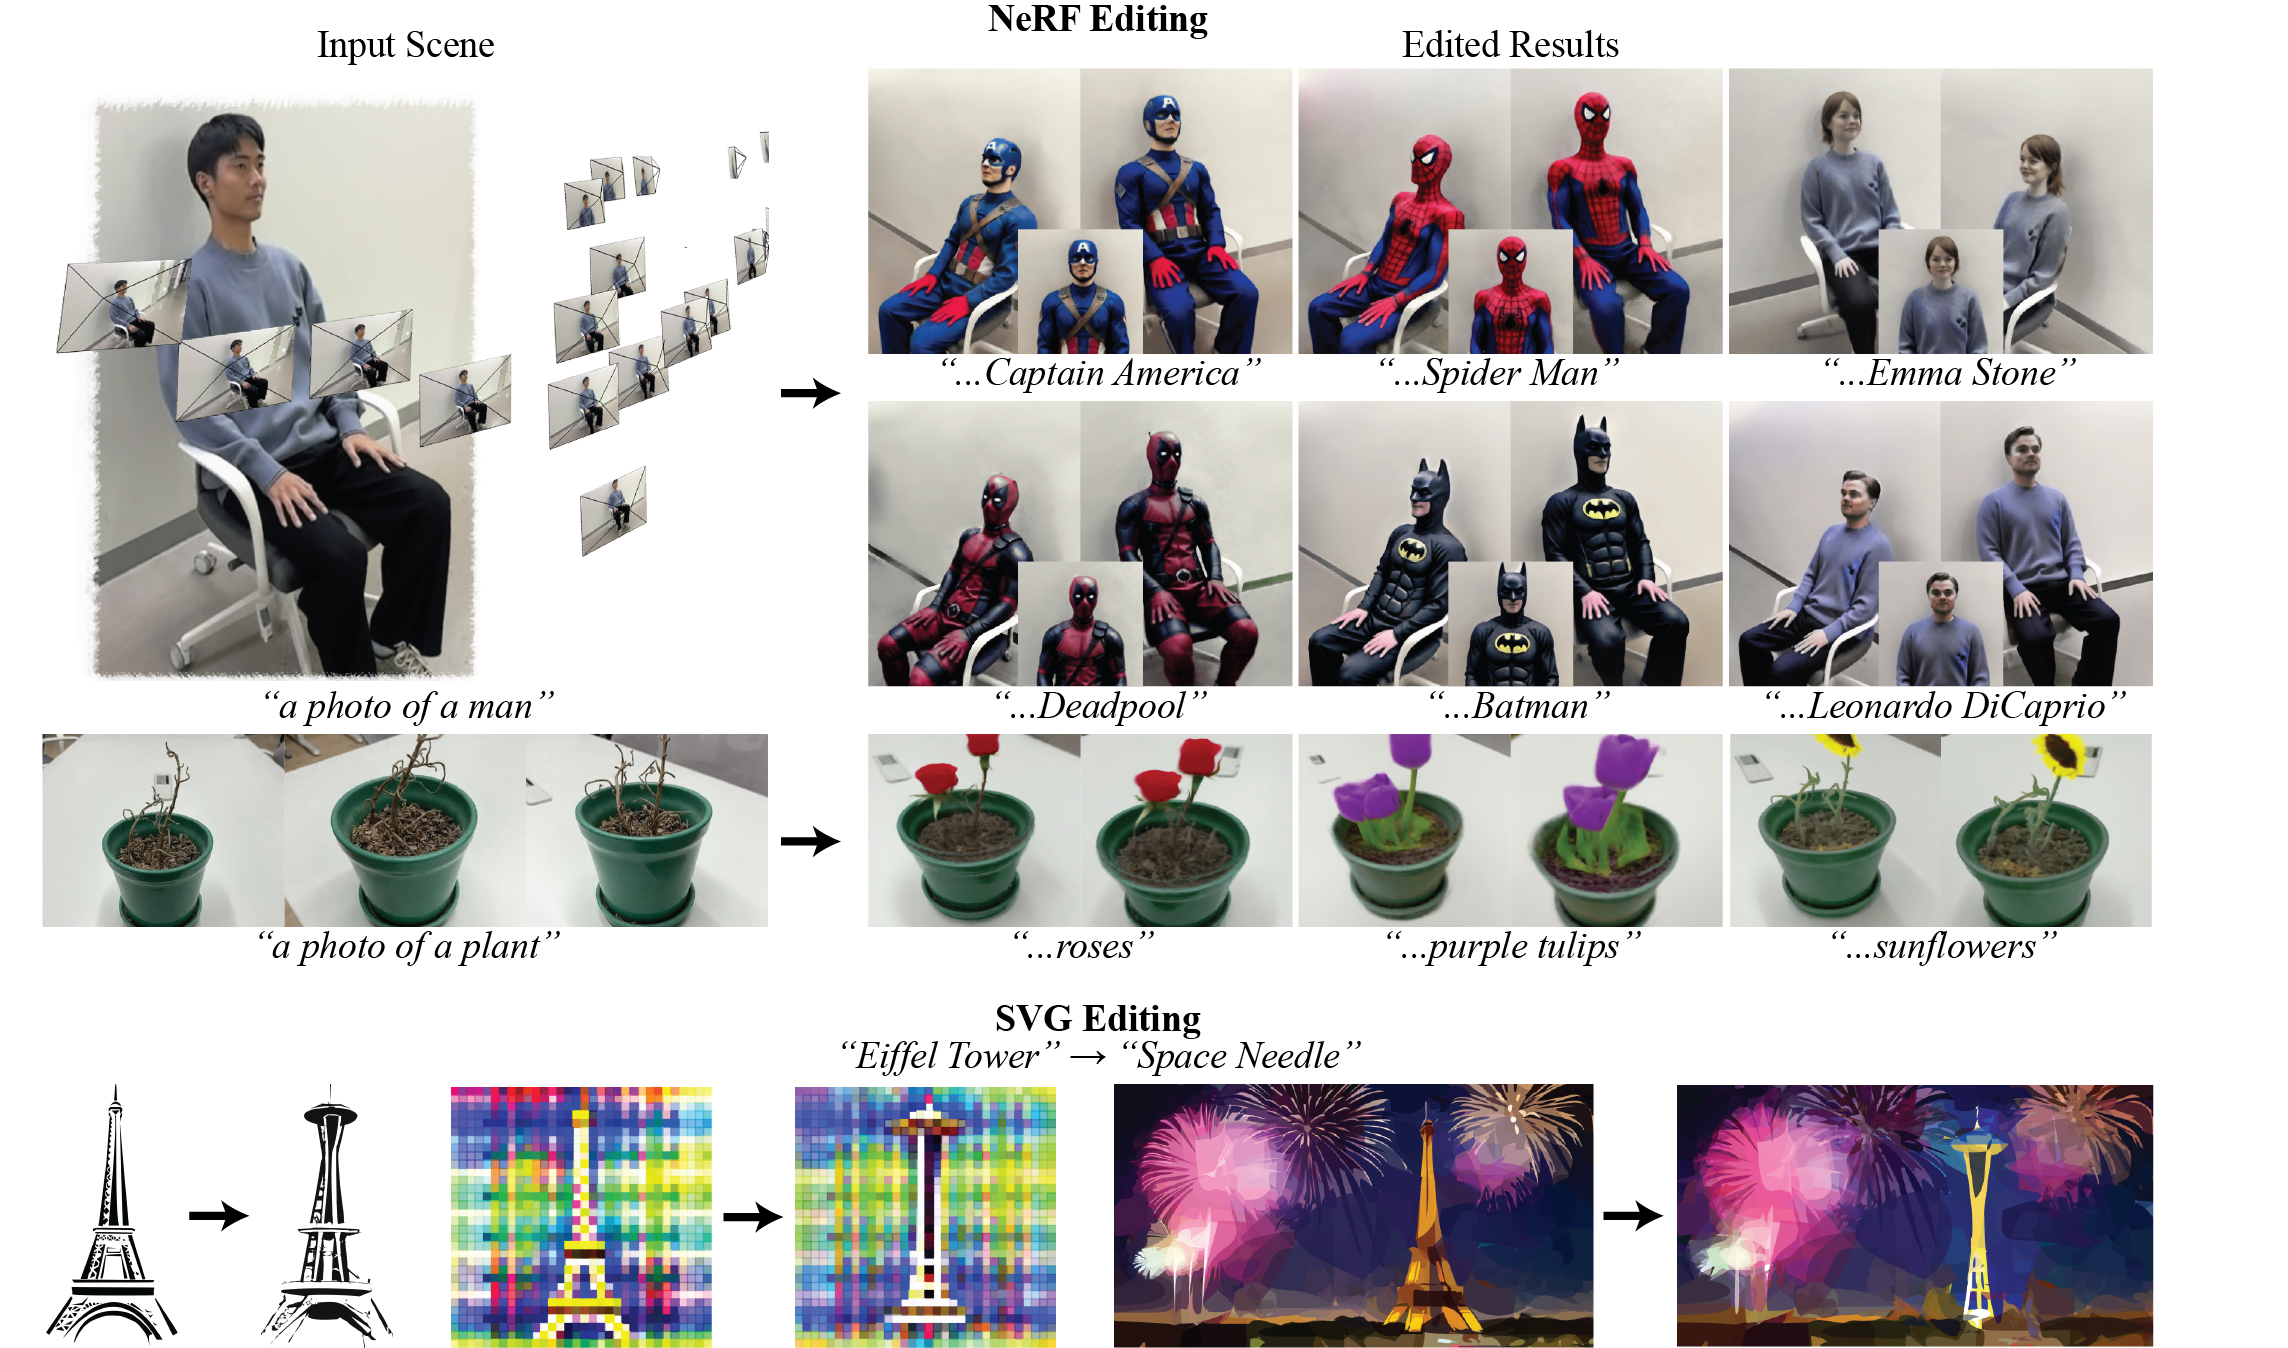 NeRF Editing
Input Scene
Edited Results
“...Captain America”
“...Spider Man”
“...Emma Stone”
“...Deadpool”
“...Batman”
“...Leonardo DiCaprio”
“a photo of a man”
“a photo of a plant”
“...roses”
“...purple tulips”
“...sunflowers”
SVG Editing
“Eiffel Tower” → “Space Needle”